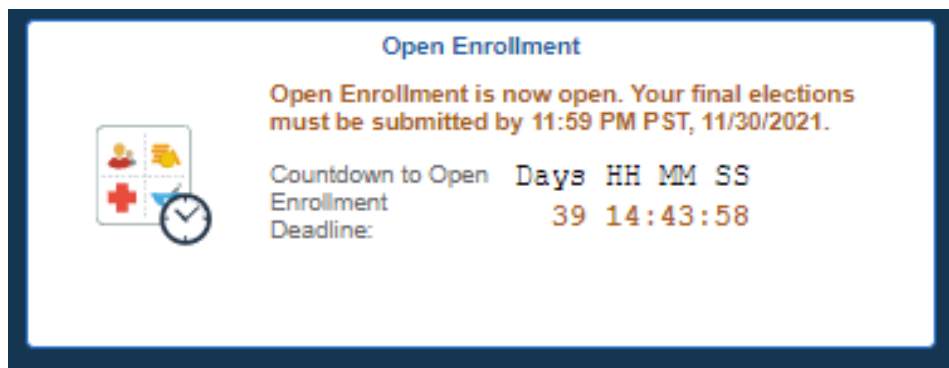 Open Enrollment
Open Enrollment is now open. Your final elections
must be submitted by 11:59 PM PST, 11/30/2021.
Countdown to Open
Enrollment
Deadline:
Days HH MM SS
39 14:43:58